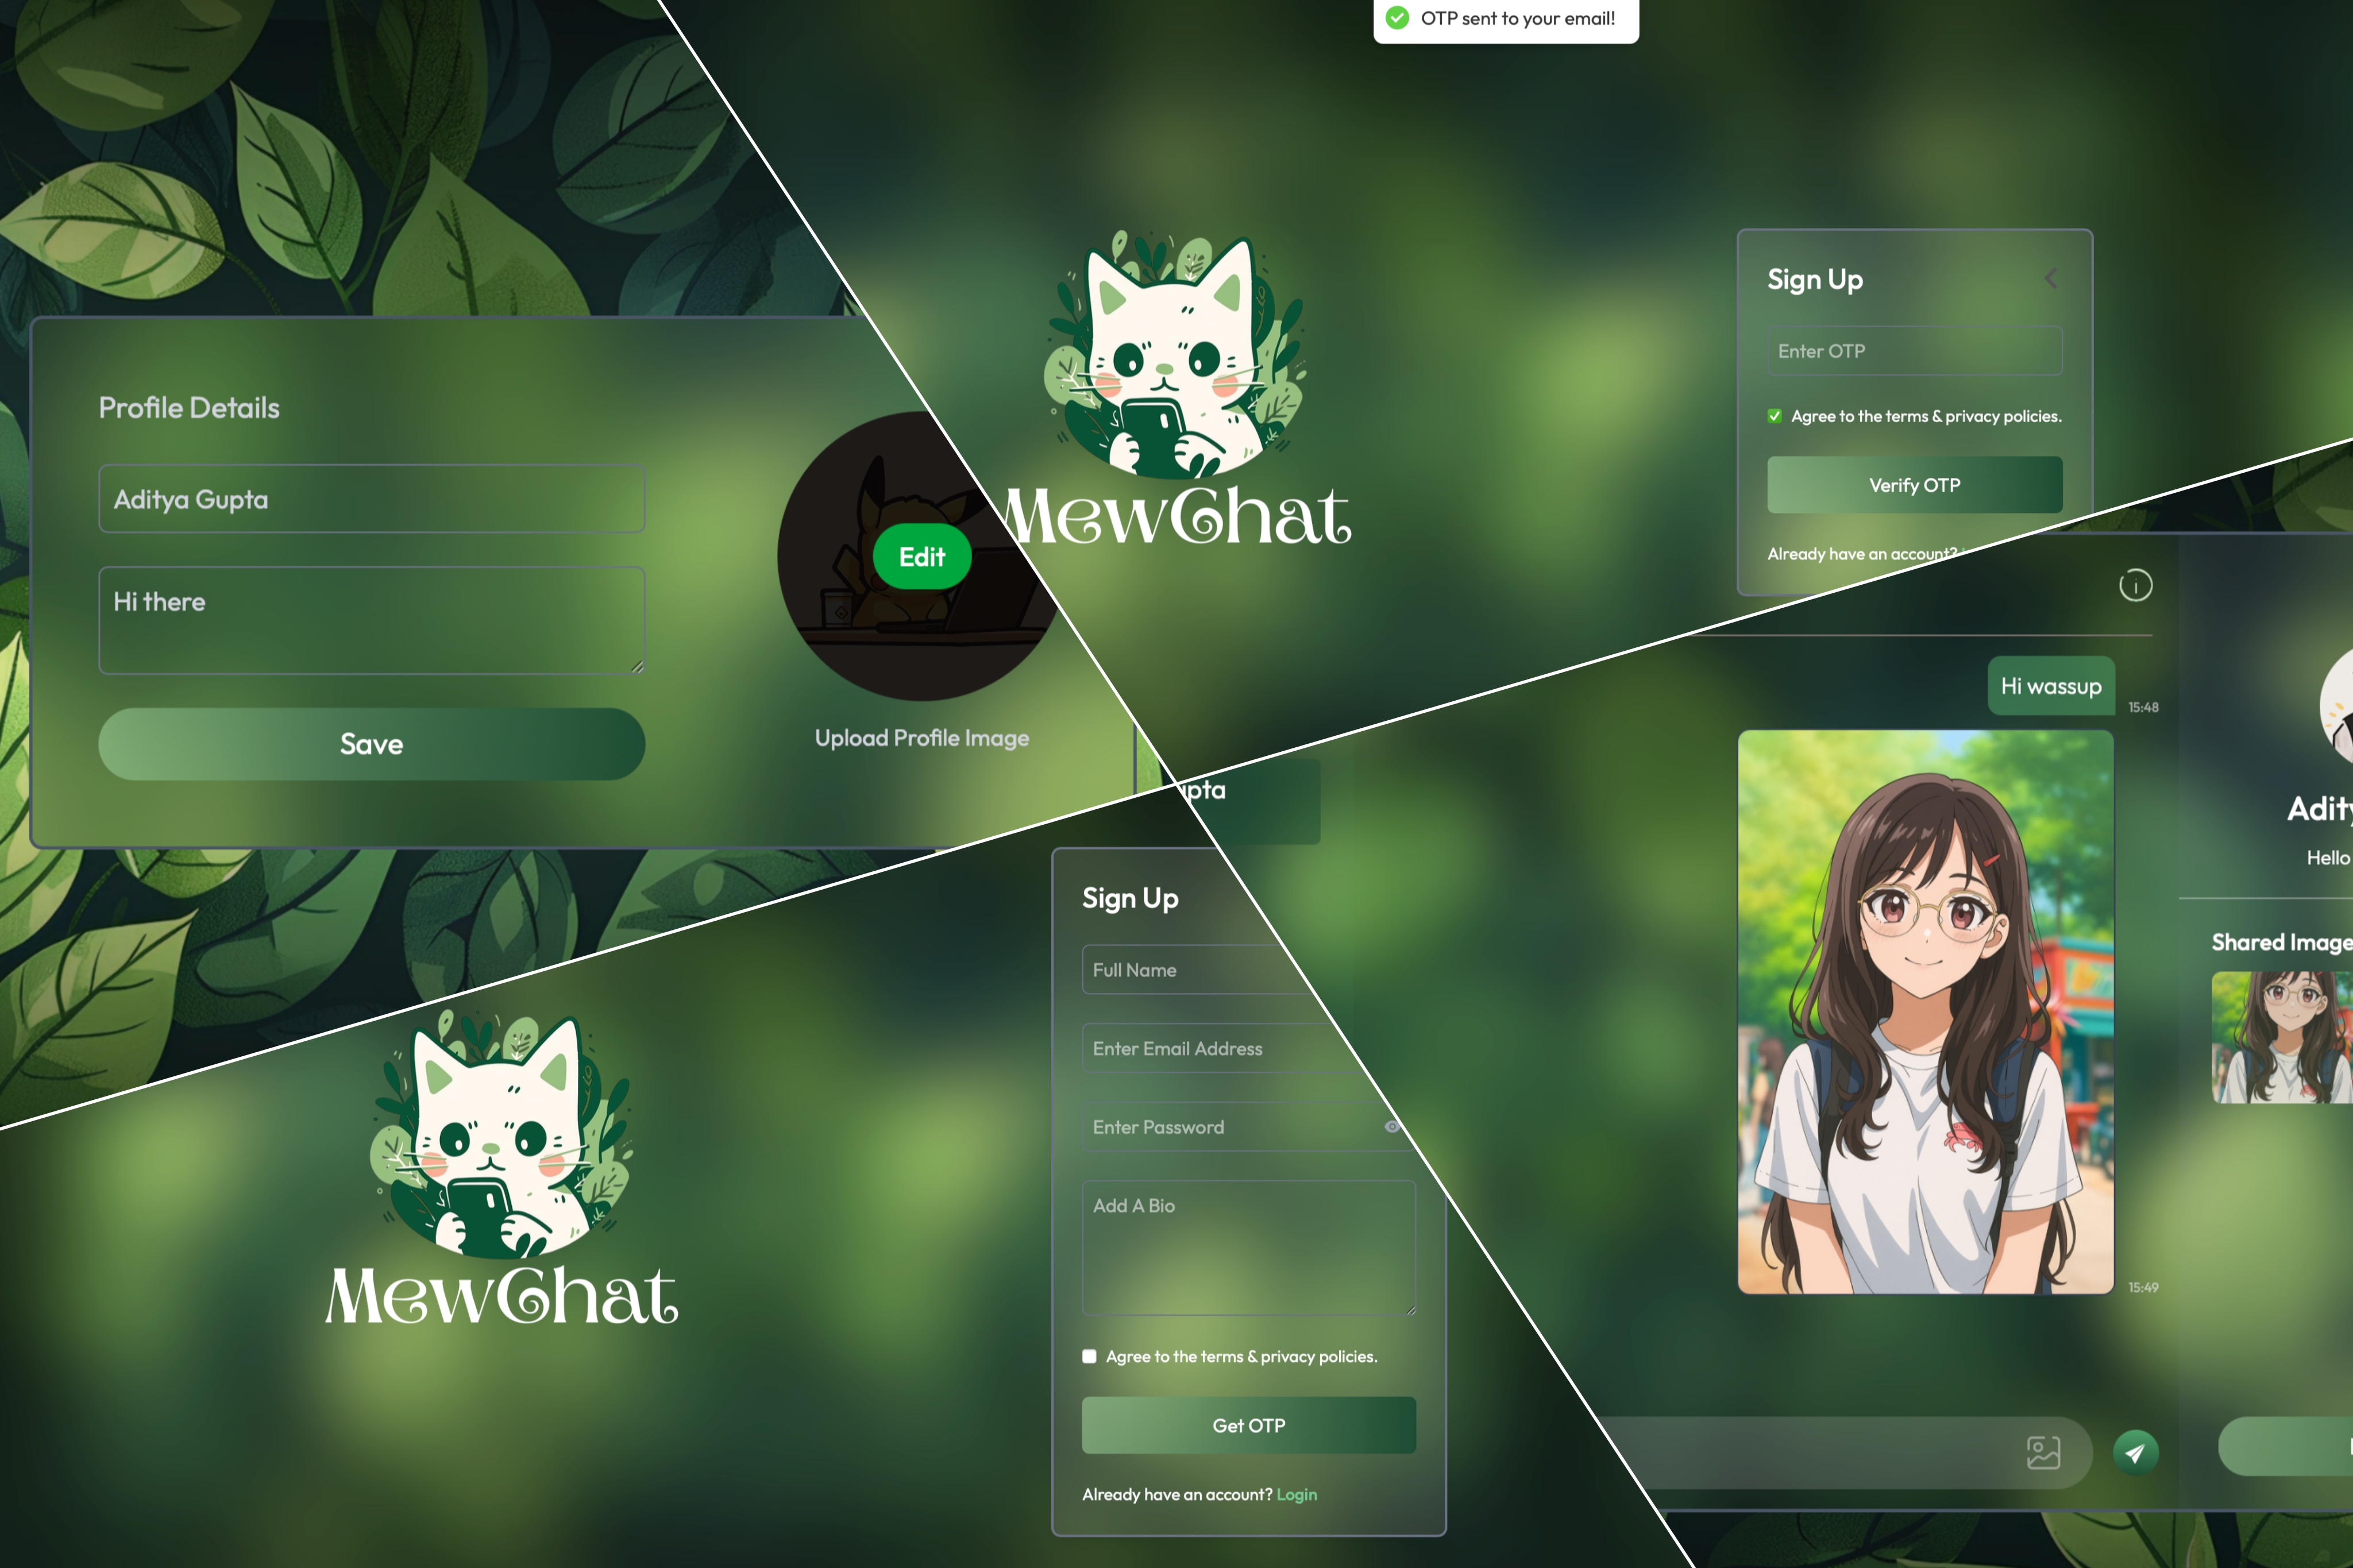 Profile Details
Aditya Gupta
Hi there
Save
Edit
Upload Profile Image
OTP sent to your email!
MewChat
Sign Up
Enter OTP
Agree to the terms & privacy policies.
Verify OTP
Already have an account?
MewChat
Sign Up
Full Name
Enter Email Address
Enter Password
Add A Bio
Agree to the terms & privacy policies.
Get OTP
Already have an account? Login
upta
Hi wassup
15:48
15:49
Adity
Hello
Shared Image